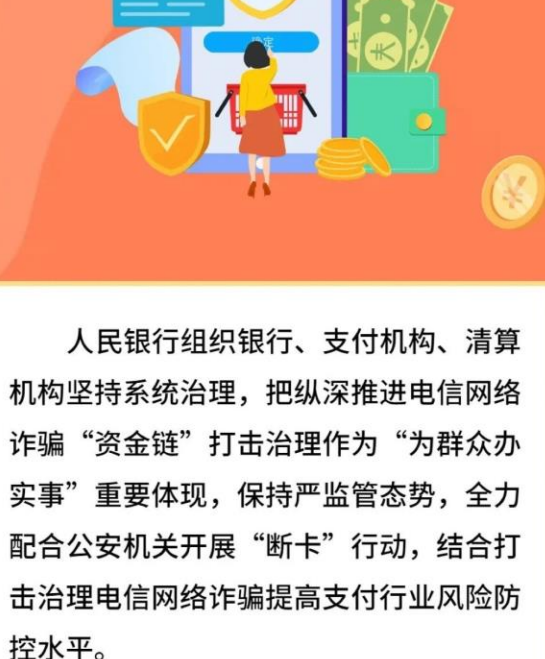 确定
人民银行组织银行、支付机构、清算
机构坚持系统治理，把纵深推进电信网络
诈骗“资金链”打击治理作为“为群众办
实事”重要体现，保持严监管态势，全力
配合公安机关开展“断卡”行动，结合打
击治理电信网络诈骗提高支付行业风险防
控水平。